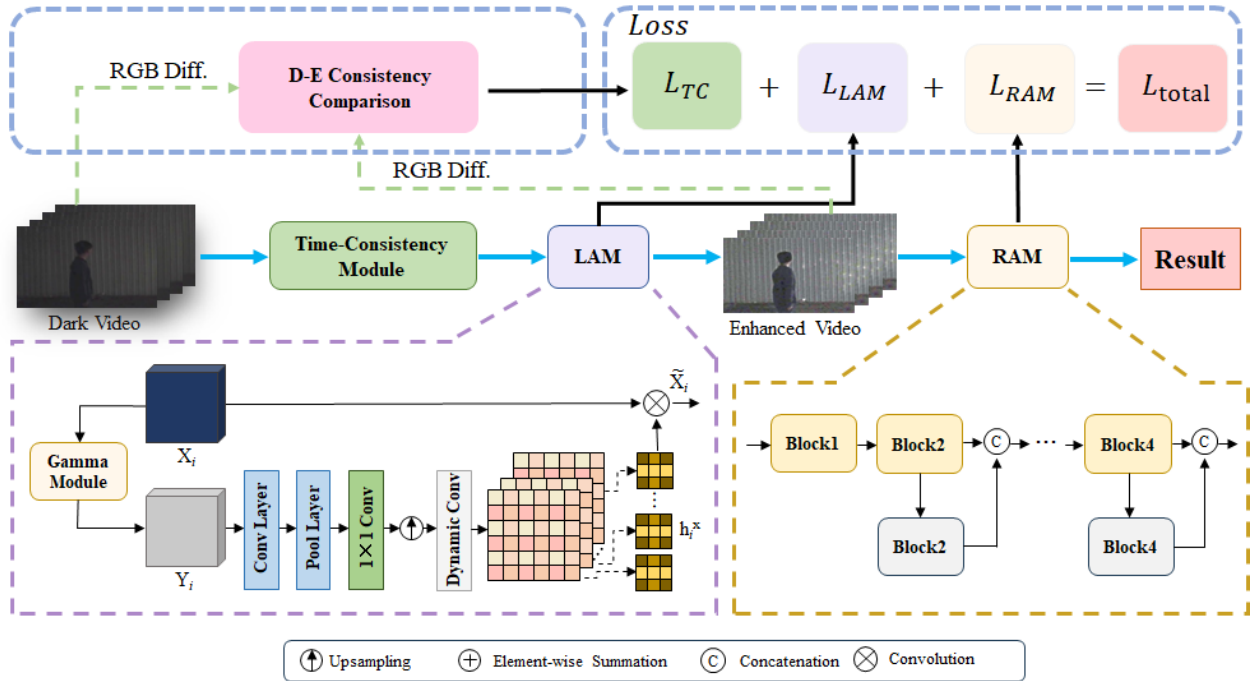 Loss
RGB Diff.
D-E Consistency
Comparison
L_TC + L_LAM + L_RAM = L_total
RGB Diff.
Time-Consistency
Module
LAM
RAM
Result
Dark Video
Enhanced Video
X̃_i
X_i
Gamma
Module
Y_i
Conv Layer
Pool Layer
1×1 Conv
Dynamic Conv
h_i^x
Block1
Block2
C
...
Block4
C
Block2
Block4
Upsampling
Element-wise Summation
C Concatenation
Convolution